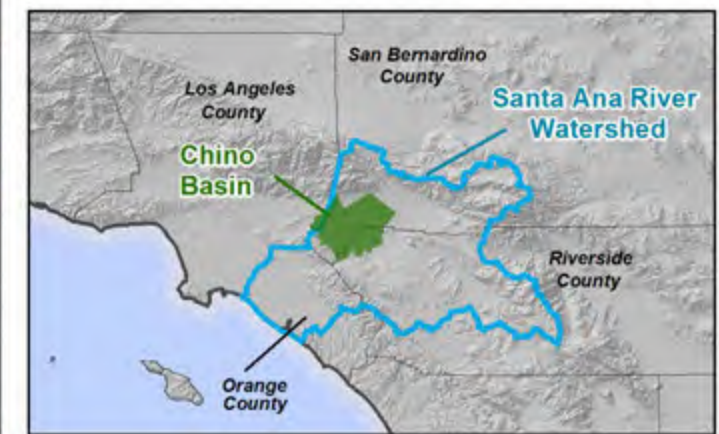 San Bernardino
County
Los Angeles
County
Santa Ana River
Watershed
Chino
Basin
Riverside
County
Orange
County